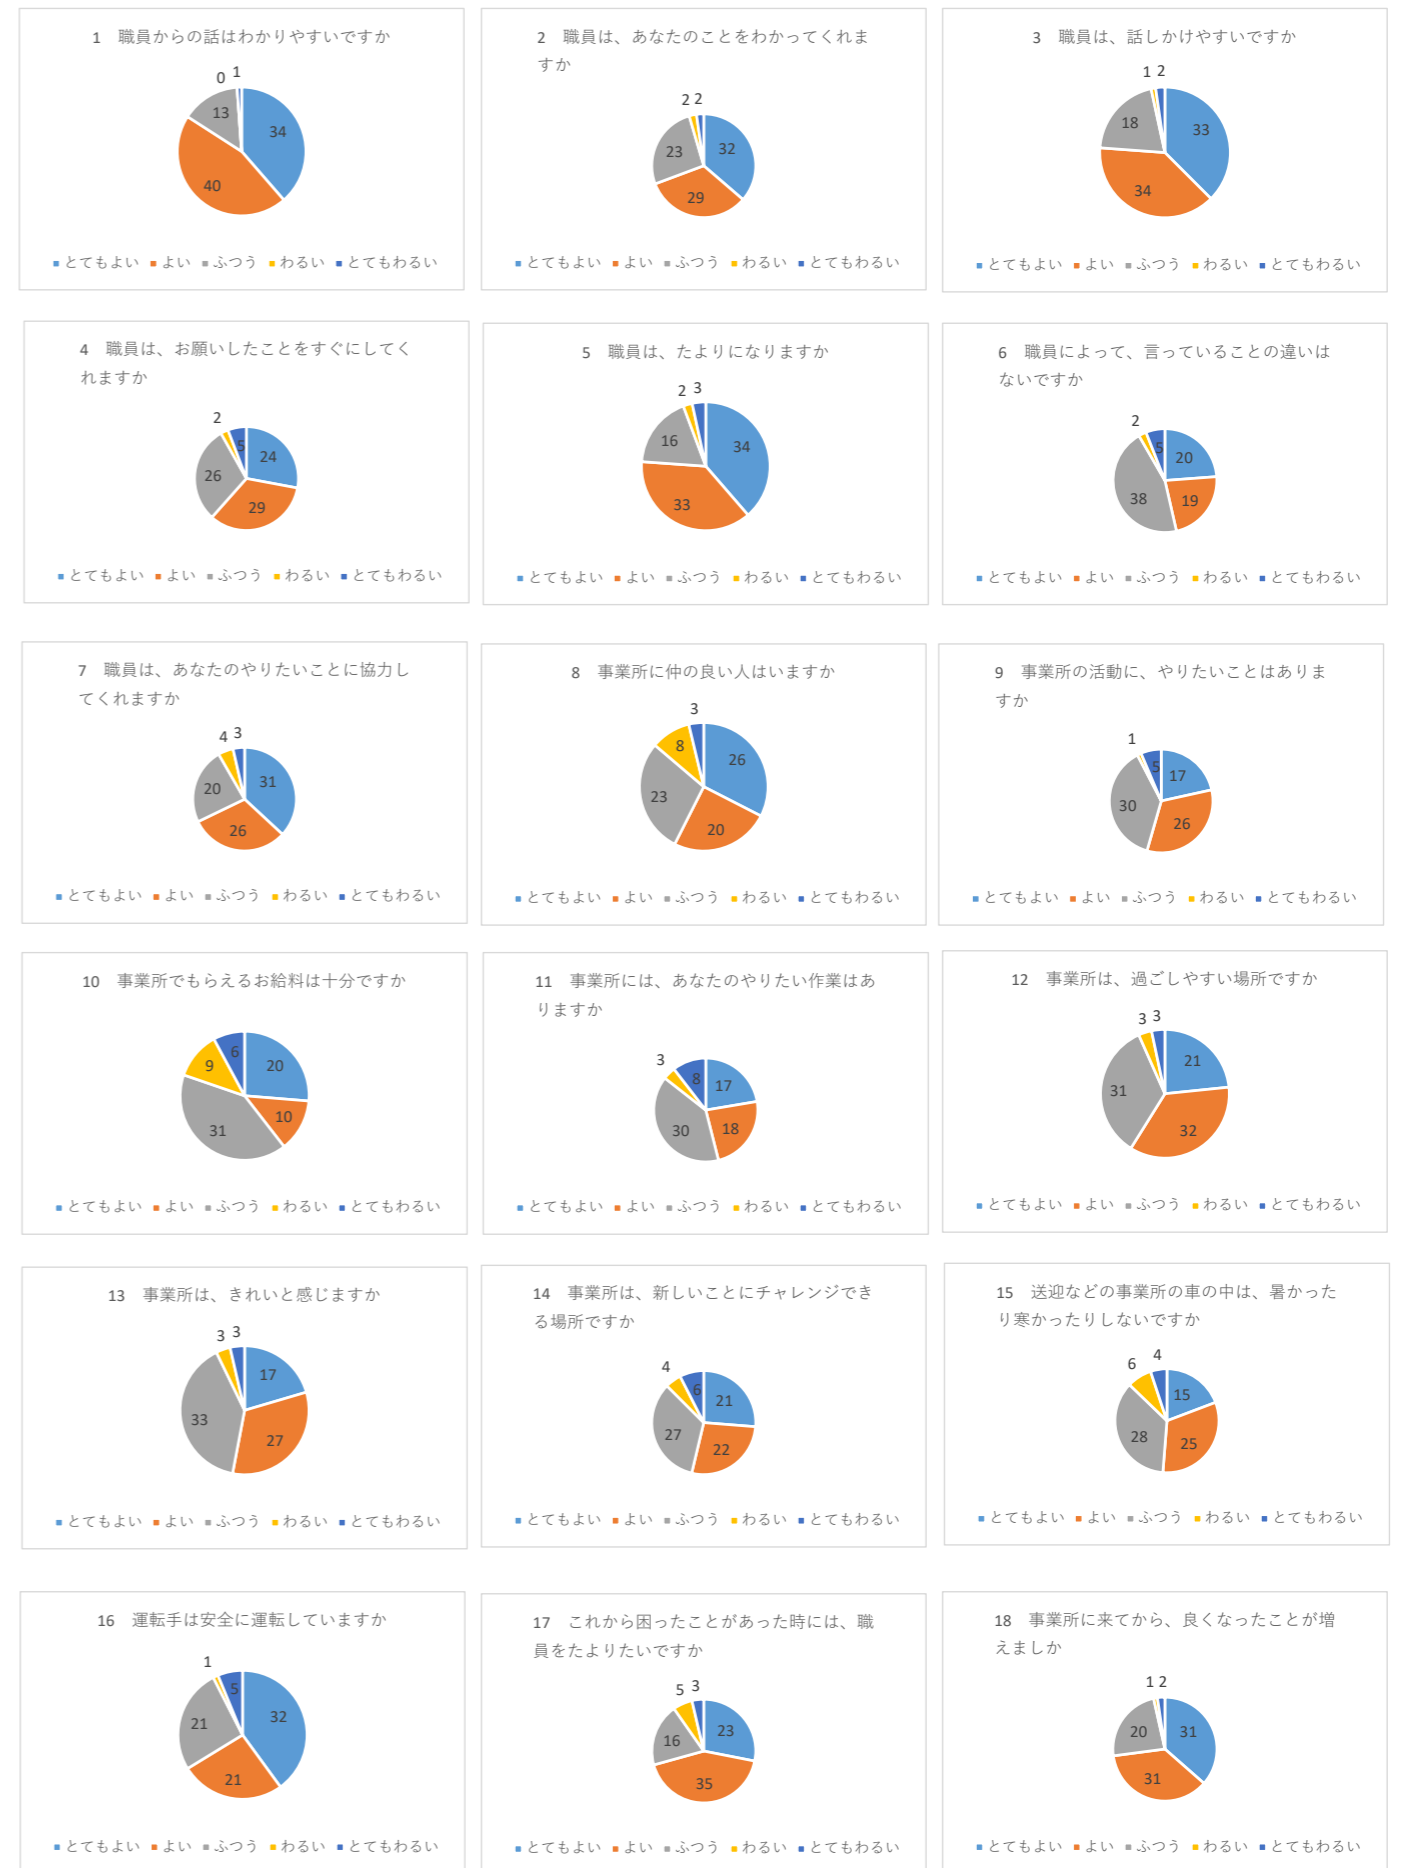 1　職員からの話はわかりやすいですか
0 1
13
34
40
とてもよい よい ふつう わるい とてもわるい
2　職員は、あなたのことをわかってくれま
すか
2 2
23
32
29
とてもよい よい ふつう わるい とてもわるい
3　職員は、話しかけやすいですか
1 2
18
33
34
とてもよい よい ふつう わるい とてもわるい
4　職員は、お願いしたことをすぐにしてく
れますか
2
5
24
26
29
とてもよい よい ふつう わるい とてもわるい
5　職員は、たよりになりますか
2 3
16
34
33
とてもよい よい ふつう わるい とてもわるい
6　職員によって、言っていることの違いは
ないですか
2
5
20
38
19
とてもよい よい ふつう わるい とてもわるい
7　職員は、あなたのやりたいことに協力し
てくれますか
4 3
20
31
26
とてもよい よい ふつう わるい とてもわるい
8　事業所に仲の良い人はいますか
3
8
26
23
20
とてもよい よい ふつう わるい とてもわるい
9　事業所の活動に、やりたいことはありま
すか
1
5
17
30
26
とてもよい よい ふつう わるい とてもわるい
10　事業所でもらえるお給料は十分ですか
6
9
20
10
31
とてもよい よい ふつう わるい とてもわるい
11　事業所には、あなたのやりたい作業はあ
りますか
3
8
17
30
18
とてもよい よい ふつう わるい とてもわるい
12　事業所は、過ごしやすい場所ですか
3 3
21
31
32
とてもよい よい ふつう わるい とてもわるい
13　事業所は、きれいと感じますか
3 3
17
33
27
とてもよい よい ふつう わるい とてもわるい
14　事業所は、新しいことにチャレンジでき
る場所ですか
4
6
21
27
22
とてもよい よい ふつう わるい とてもわるい
15　送迎などの事業所の車の中は、暑かった
り寒かったりしないですか
6 4
15
28
25
とてもよい よい ふつう わるい とてもわるい
16　運転手は安全に運転していますか
1
5
32
21
21
とてもよい よい ふつう わるい とてもわるい
17　これから困ったことがあった時には、職
員をたよりたいですか
5 3
16
23
35
とてもよい よい ふつう わるい とてもわるい
18　事業所に来てから、良くなったことが増
えましか
1 2
20
31
31
とてもよい よい ふつう わるい とてもわるい